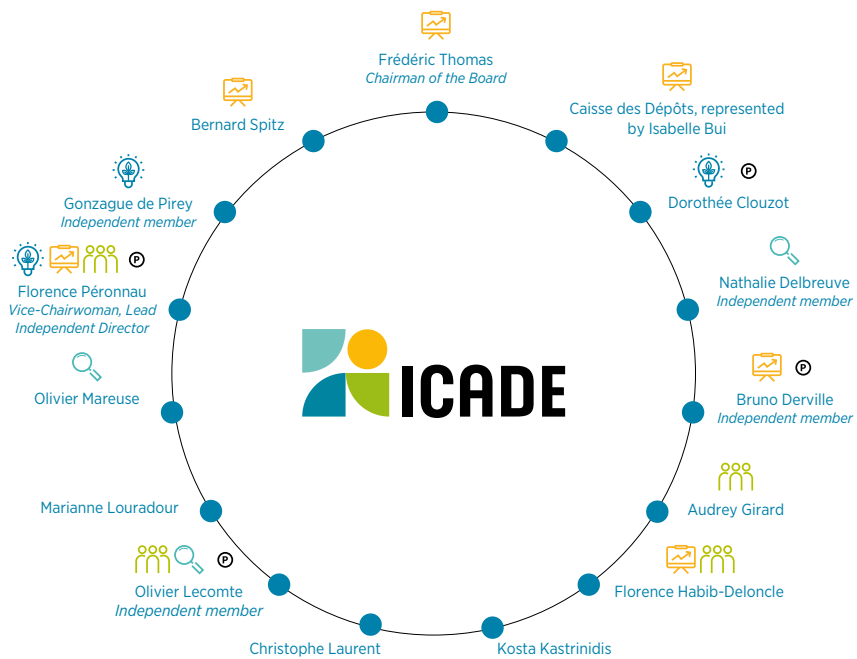 Frédéric Thomas
Chairman of the Board
Bernard Spitz
Caisse des Dépôts, represented
by Isabelle Bui
Gonzague de Pirey
Independent member
P
Dorothée Clouzot
P
Florence Péronnau
Vice-Chairwoman, Lead
Independent Director
Nathalie Delbreuve
Independent member
Olivier Mareuse
P
Bruno Derville
Independent member
ICADE
Marianne Louradour
Audrey Girard
P
Olivier Lecomte
Independent member
Florence Habib-Deloncle
Christophe Laurent
Kosta Kastrinidis